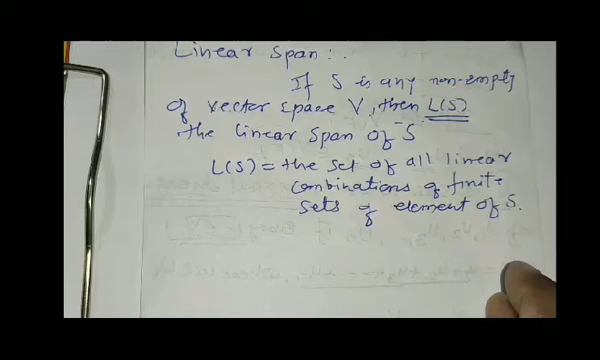 Linear Span :.
If S is any non-empty
of vector space V, then L(S)
the linear span of S
L(S) = the set of all linear
combinations of finite
sets of element of S.